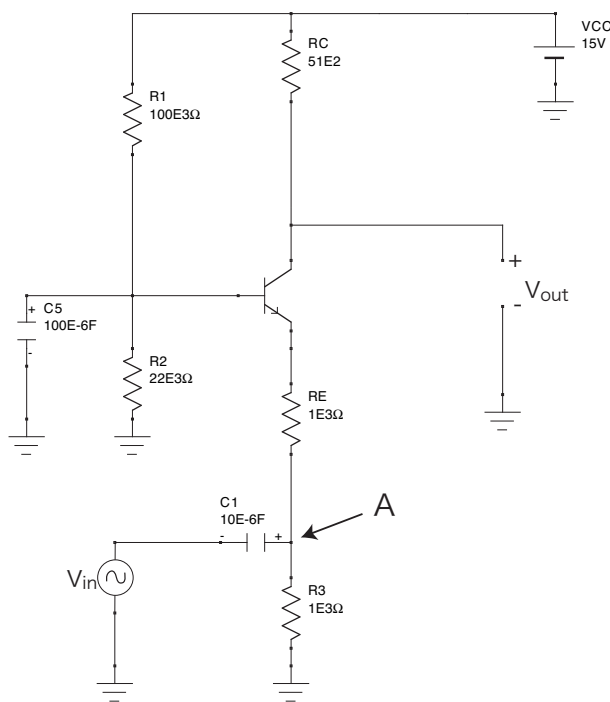 RC
51E2
VCC
15V
R1
100E3Ω
+
C5
100E-6F
-
+
Vout
-
R2
22E3Ω
RE
1E3Ω
C1
10E-6F
-
+
A
Vin
R3
1E3Ω